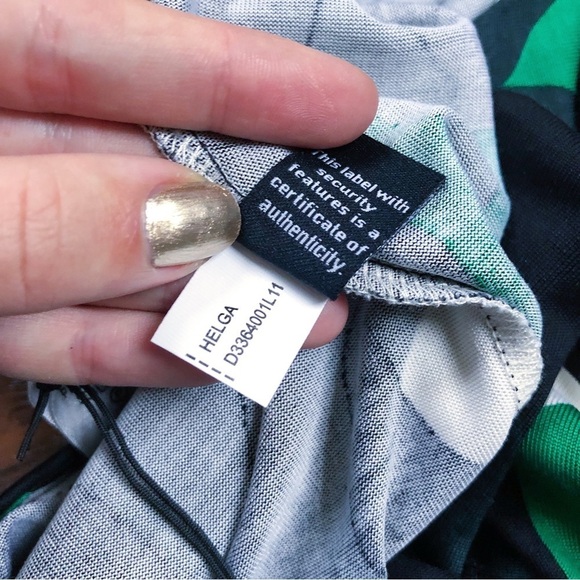 This label with
security
features is a
certificate of
authenticity.
HELGA
D3364001L11